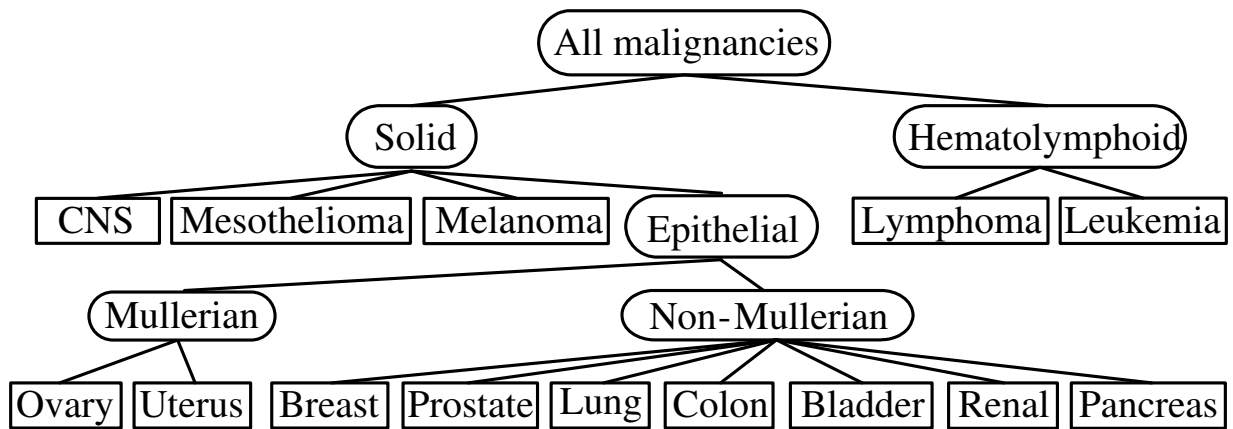 All malignancies
Solid
Hematolymphoid
CNS
Mesothelioma
Melanoma
Epithelial
Lymphoma
Leukemia
Mullerian
Non-Mullerian
Ovary
Uterus
Breast
Prostate
Lung
Colon
Bladder
Renal
Pancreas